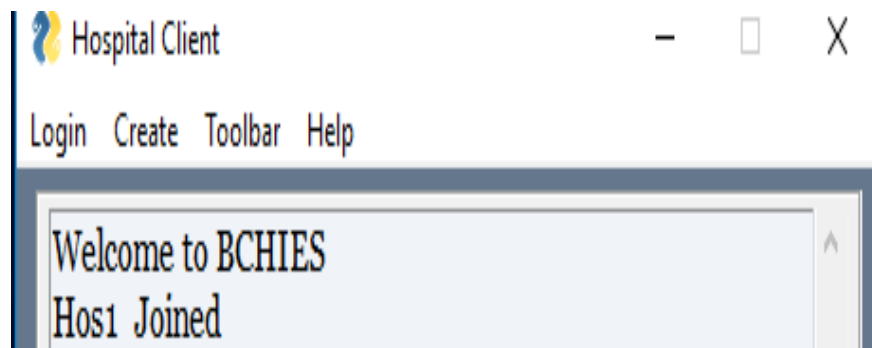 Hospital Client
Login Create Toolbar Help
Welcome to BCHIES
Hos1 Joined